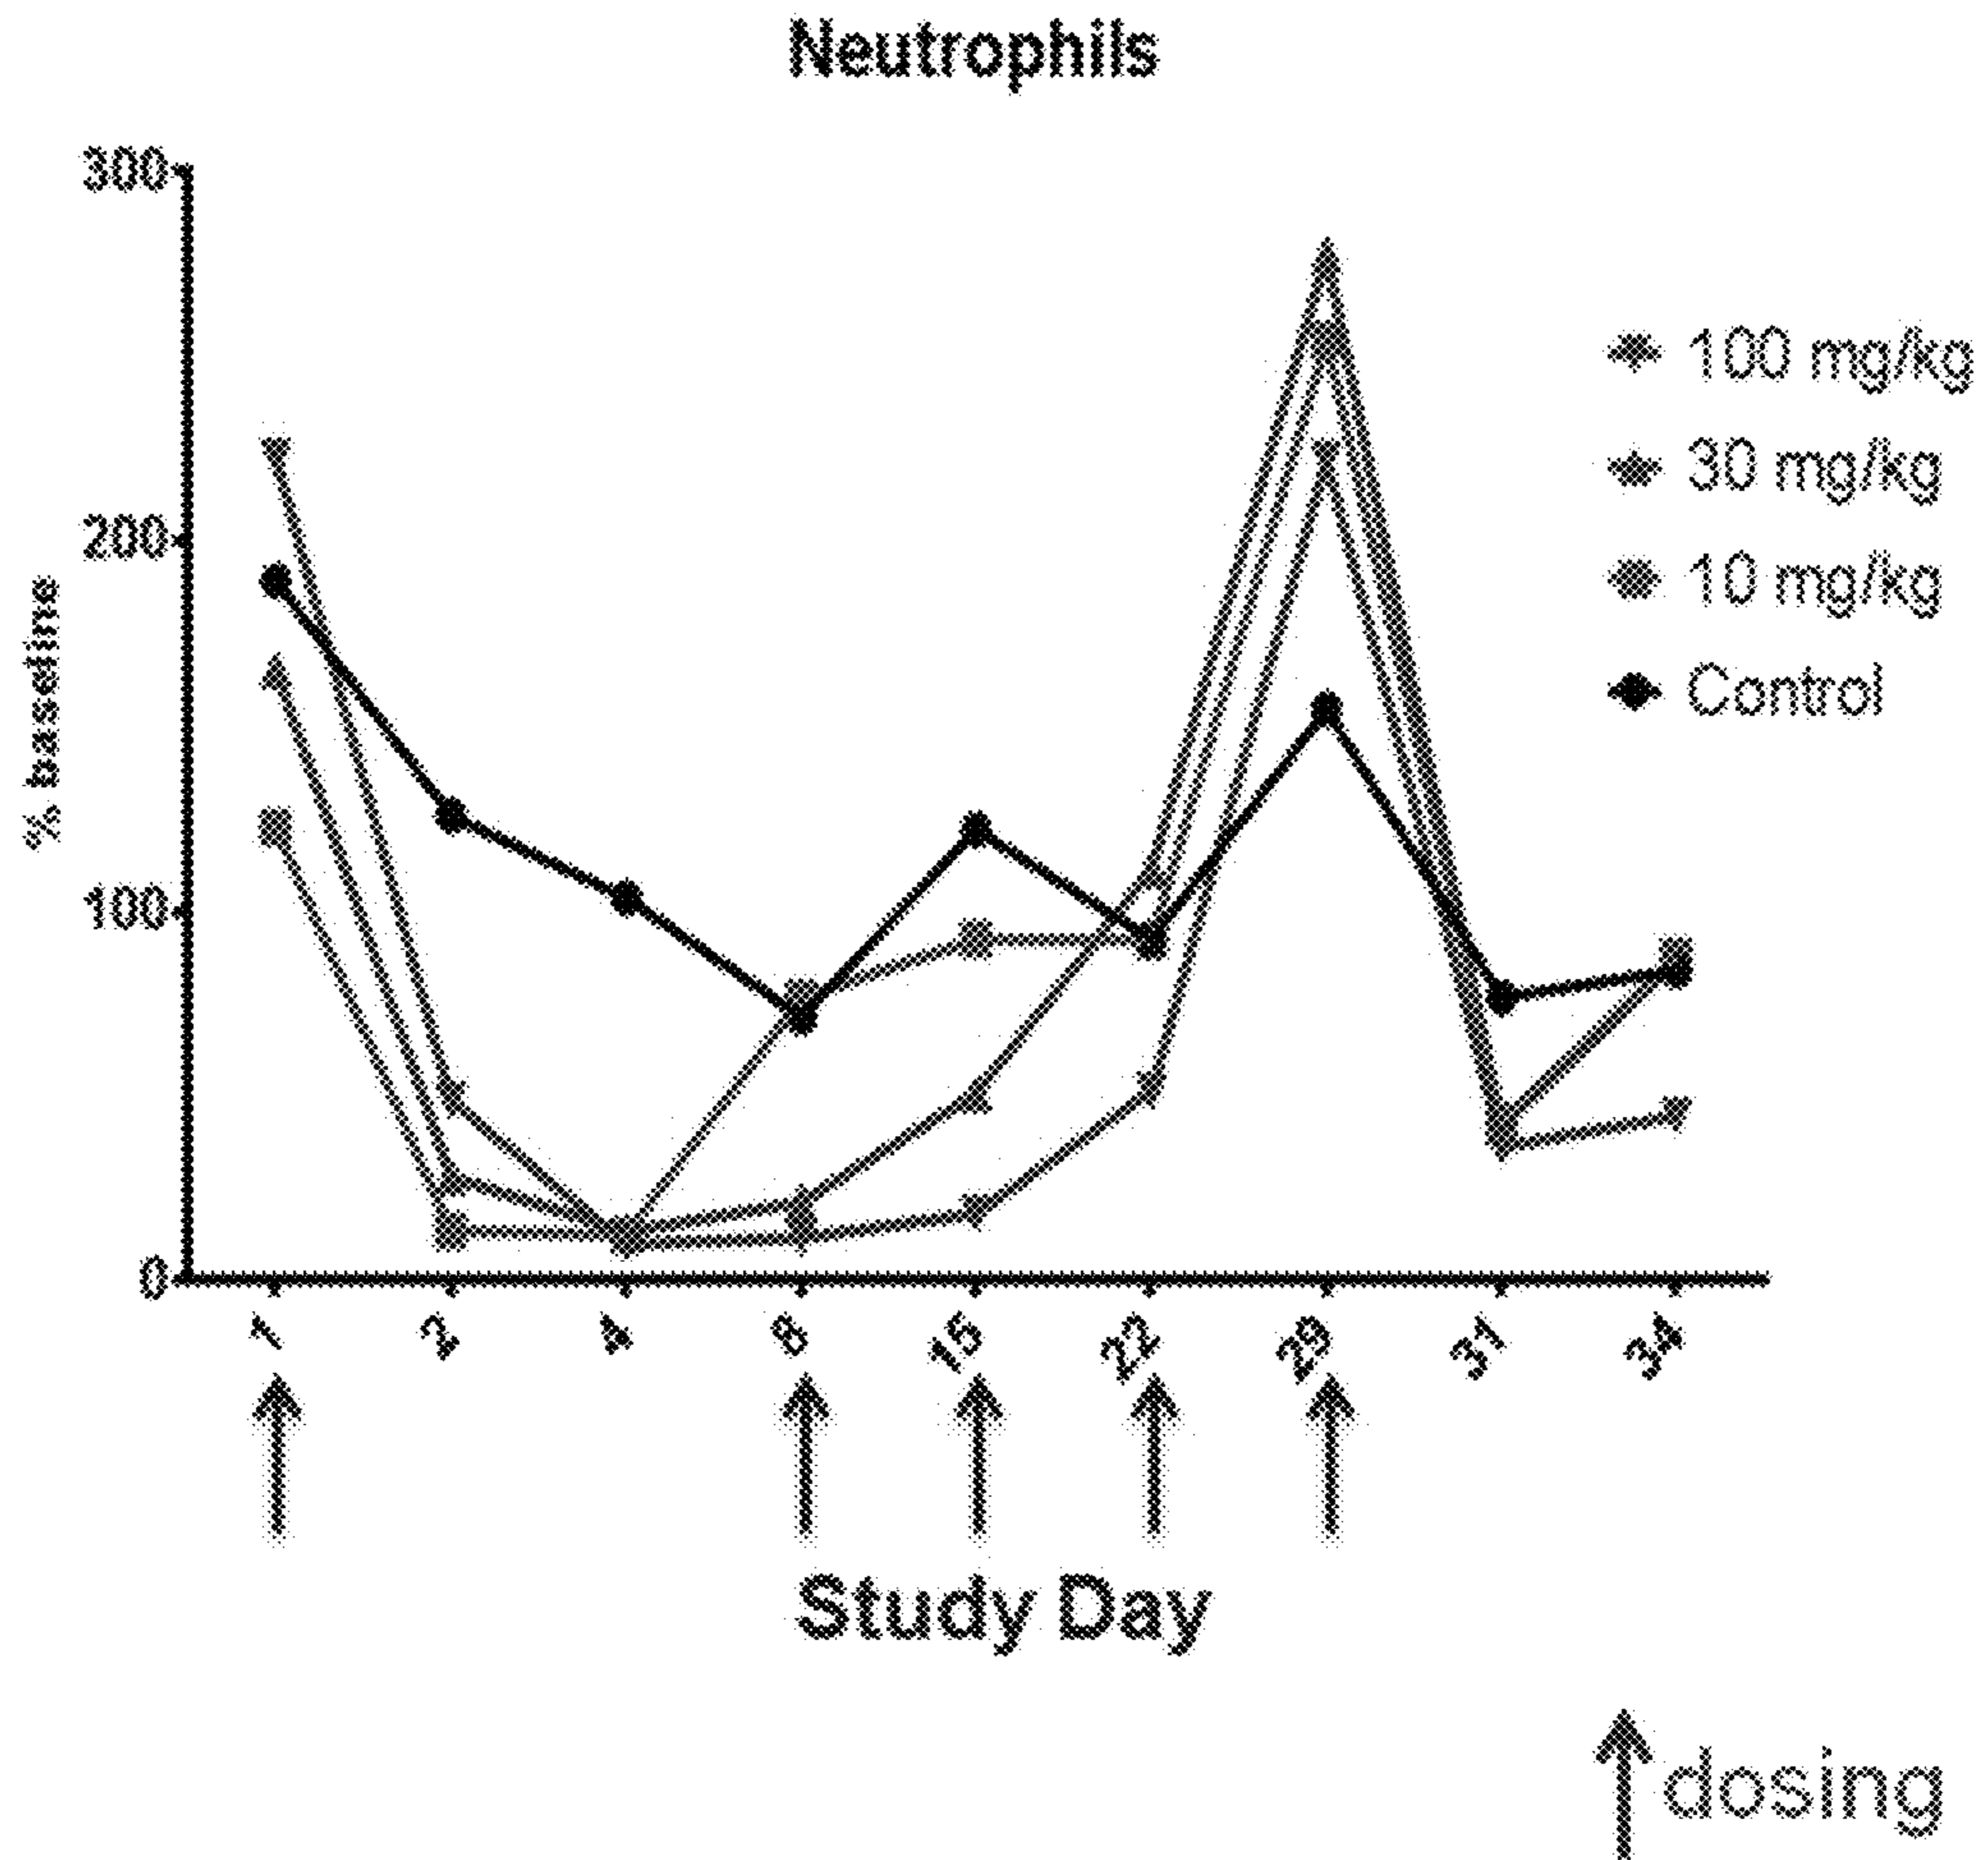 Neutrophils
300
200
100
0
% baseline
100 mg/kg
30 mg/kg
10 mg/kg
Control
1 2 4 8 15 22 29 31 34
Study Day
dosing